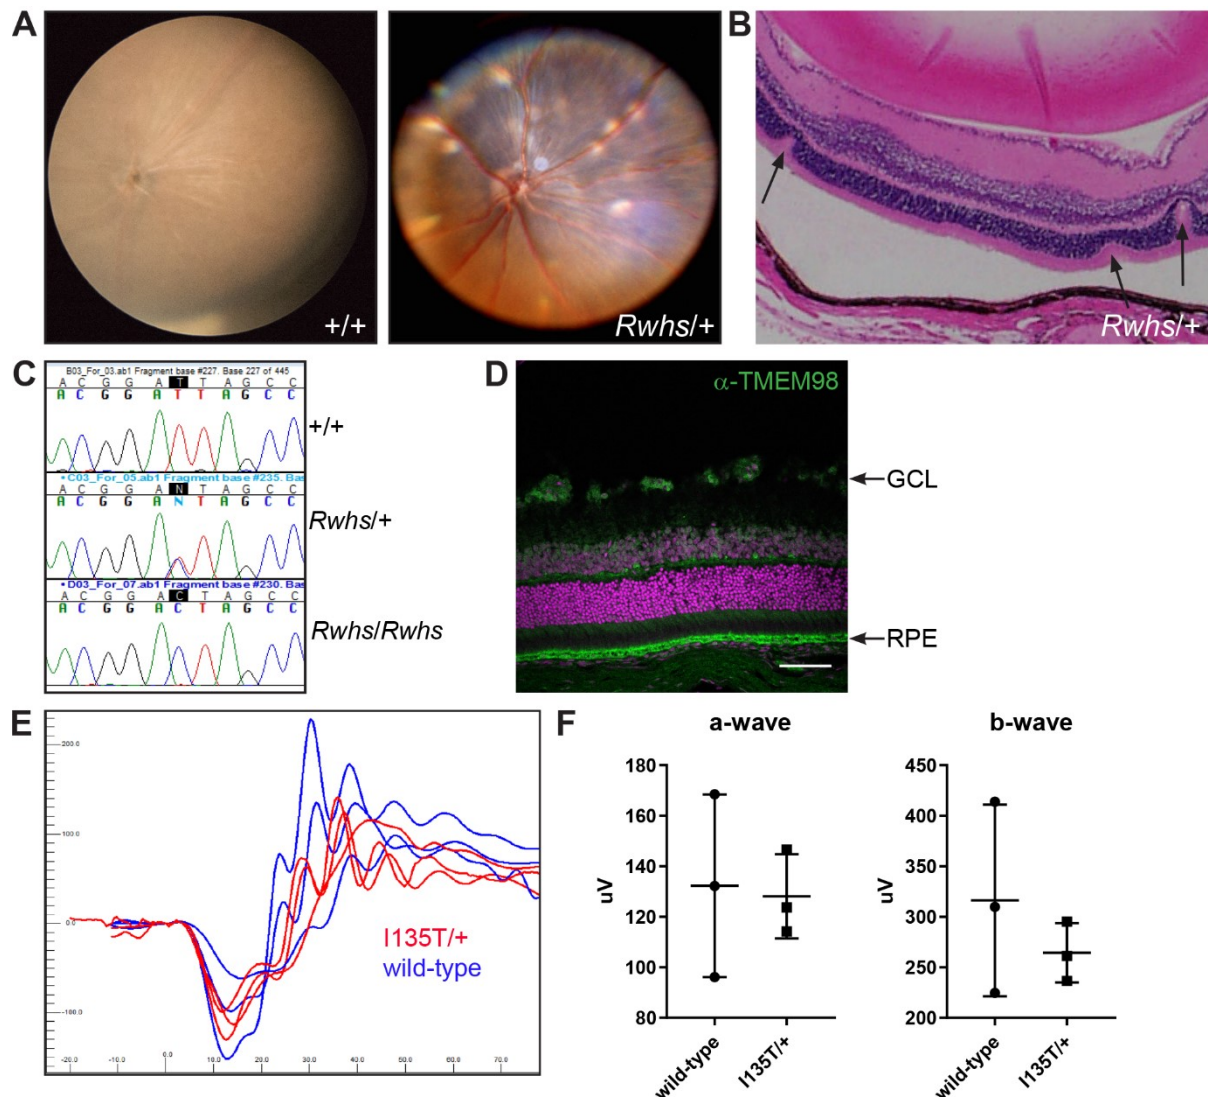 A
+/+
Rwhs/+
B
Rwhs/+
C
B03_For_03.ab1 Fragment base #227. Base 227 of 445
A C G G A T T A G C C
A C G G A T T A G C C
+/+
•C03_For_05.ab1 Fragment base #235. Bas
A C G G A N T A G C C
A C G G A N T A G C C
Rwhs/+
•D03_For_07.ab1 Fragment base #230. Bas
A C G G A C T A G C C
A C G G A C T A G C C
Rwhs/Rwhs
D
α-TMEM98
GCL
RPE
E
200.0
100.0
0.0
-100.0
I135T/+
wild-type
-20.0 -10.0 0.0 10.0 20.0 30.0 40.0 50.0 60.0 70.0
F
a-wave
180
160
140
120
100
80
uV
wild-type
I135T/+
b-wave
450
400
350
300
250
200
uV
wild-type
I135T/+